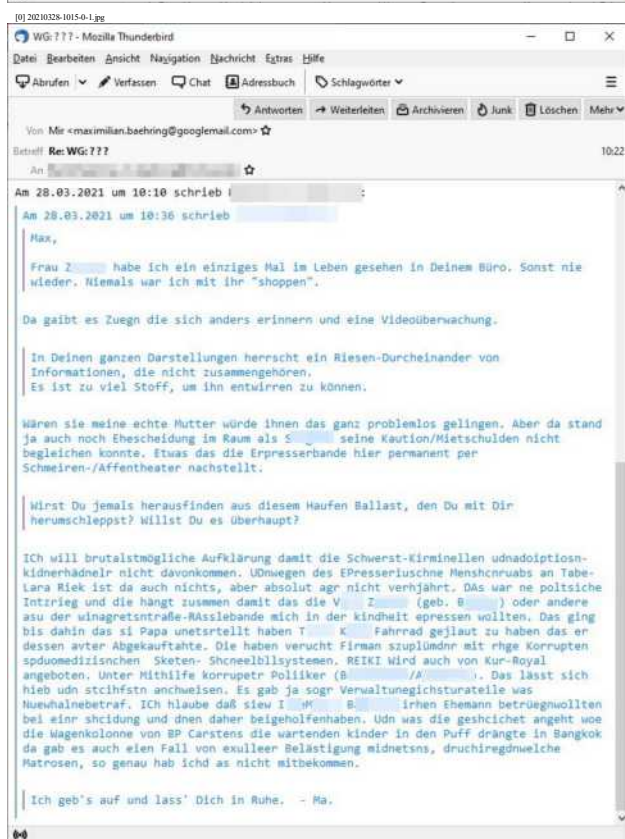 [0] 20210328-1015-0-1.jpg
WG: ??? - Mozilla Thunderbird
Datei Bearbeiten Ansicht Navigation Nachricht Extras Hilfe
Abrufen Verfassen Chat Adressbuch Schlagwörter
Antworten Weiterleiten Archivieren Junk Löschen Mehr
Von Mir <maximilian.baehring@googlemail.com>
Betreff Re: WG: ??? 10:22
An
Am 28.03.2021 um 10:10 schrieb :
Am 28.03.2021 um 10:36 schrieb
Max,
Frau Z habe ich ein einziges Mal im Leben gesehen in Deinem Büro. Sonst nie
wieder. Niemals war ich mit ihr "shoppen".
Da gaibt es Zuegn die sich anders erinnern und eine Videoüberwachung.
In Deinen ganzen Darstellungen herrscht ein Riesen-Durcheinander von
Informationen, die nicht zusammengehören.
Es ist zu viel Stoff, um ihn entwirren zu können.
Wären sie meine echte Mutter würde ihnen das ganz problemlos gelingen. Aber da stand
ja auch noch Ehescheidung im Raum als S seine Kaution/Mietschulden nicht
begleichen konnte. Etwas das die Erpresserbande hier permanent per
Schmeiren-/Affentheater nachstellt.
Wirst Du jemals herausfinden aus diesem Haufen Ballast, den Du mit Dir
herumschleppst? Willst Du es überhaupt?
ICh will brutalstmögliche Aufklärung damit die Schwerst-Kirminellen udnadoiptiosn-
kidnerhädnelr nicht davonkommen. UDnwegen des EPresseriuschne Menshcnruabs an Tabe-
Lara Riek ist da auch nichts, aber absolut agr nicht verhjährt. DAs war ne poltsiche
Intzrieg und die hängt zusmmen damit das die V Z (geb. B ) oder andere
asu der winagretsnträße-RAsslebande mich in der kindheit epressen wollten. Das ging
bis dahin das si Papa unetsrtellt haben T K Fahrrad gejlaut zu haben das er
dessen avter Abgekauftahte. Die haben verucht Firman szuplümdnr mit rhge Korrupten
spduomedizisnchen Sketen- Shcneelbllsystemen. REIKI Wird auch von Kur-Royal
angeboten. Unter Mithilfe korrupetr Poliiker (B /A ). Das lässt sich
hieb udn stcihfstn anchweisen. Es gab ja sogr Verwaltunegichsturateile was
Nuewhalnebetraf. ICh hlaube daß siew I M B irhen Ehemann betrüegnwollten
bei einr shcidung und dnen daher beigeholfenhaben. Udn was die geshcichet angeht woe
die Wagenkolonne von BP Carstens die wartenden kinder in den Puff drängte in Bangkok
da gab es auch eien Fall von exulleer Belästigung midnetsns, druchiregdnwelche
Matrosen, so genau hab ichd as nicht mitbekommen.
Ich geb's auf und lass' Dich in Ruhe. - Ma.